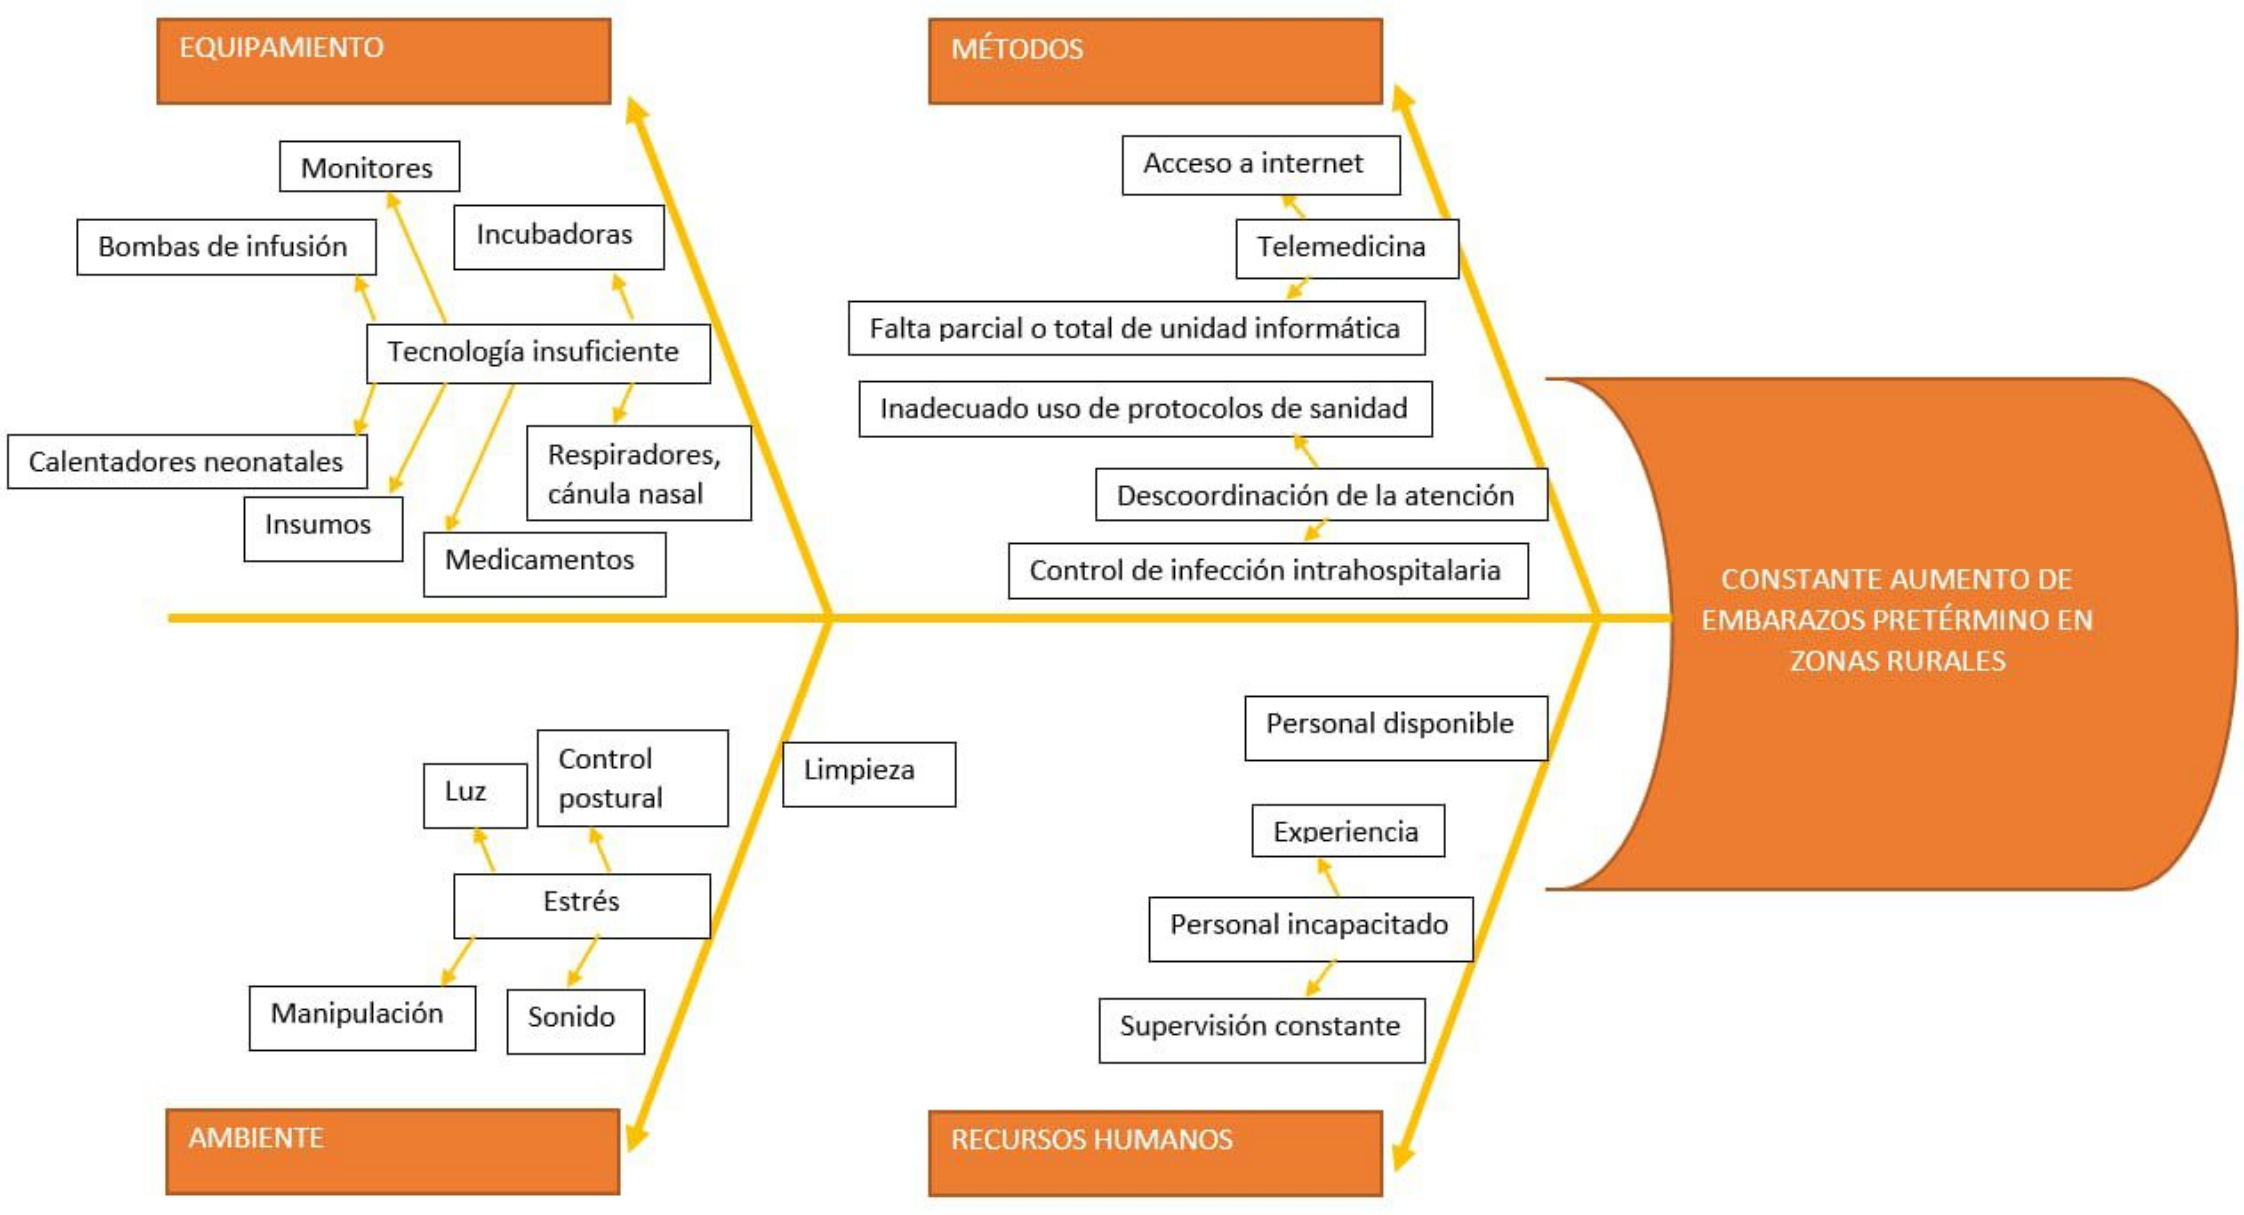 EQUIPAMIENTO
Monitores
Bombas de infusión
Incubadoras
Tecnología insuficiente
Calentadores neonatales
Insumos
Medicamentos
Respiradores,
cánula nasal
MÉTODOS
Acceso a internet
Telemedicina
Falta parcial o total de unidad informática
Inadecuado uso de protocolos de sanidad
Descoordinación de la atención
Control de infección intrahospitalaria
CONSTANTE AUMENTO DE
EMBARAZOS PRETÉRMINO EN
ZONAS RURALES
Luz
Control
postural
Limpieza
Estrés
Manipulación
Sonido
AMBIENTE
Personal disponible
Experiencia
Personal incapacitado
Supervisión constante
RECURSOS HUMANOS